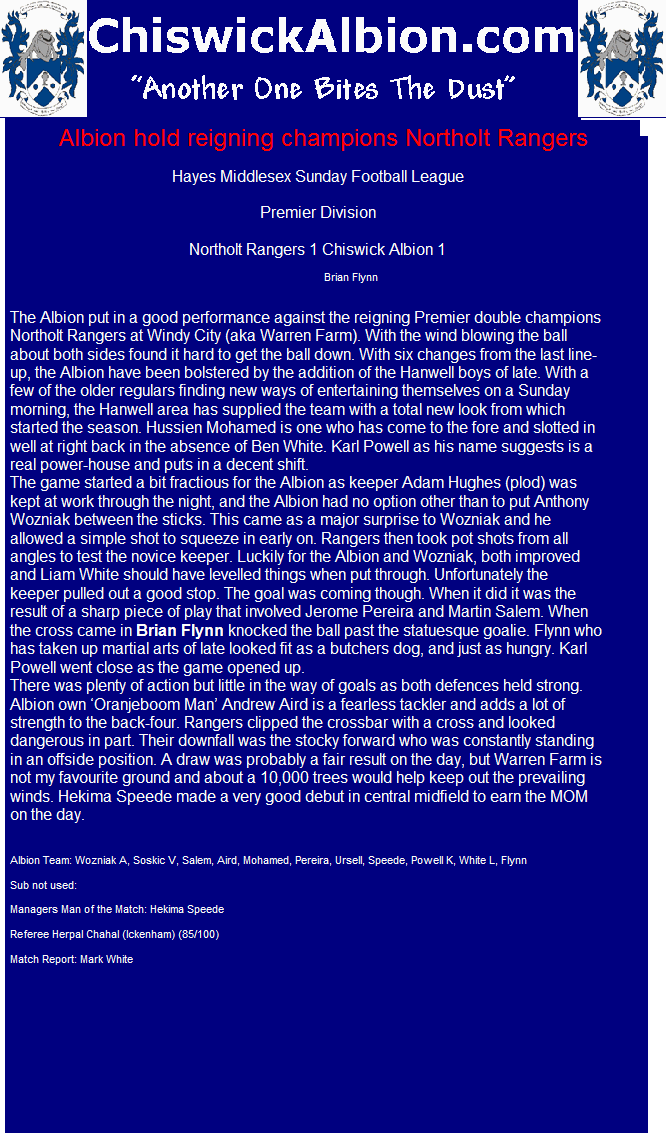 ChiswickAlbion.com
"Another One Bites The Dust"
Albion hold reigning champions Northolt Rangers
Hayes Middlesex Sunday Football League
Premier Division
Northolt Rangers 1 Chiswick Albion 1
Brian Flynn
The Albion put in a good performance against the reigning Premier double champions
Northolt Rangers at Windy City (aka Warren Farm). With the wind blowing the ball
about both sides found it hard to get the ball down. With six changes from the last line-
up, the Albion have been bolstered by the addition of the Hanwell boys of late. With a
few of the older regulars finding new ways of entertaining themselves on a Sunday
morning, the Hanwell area has supplied the team with a total new look from which
started the season. Hussien Mohamed is one who has come to the fore and slotted in
well at right back in the absence of Ben White. Karl Powell as his name suggests is a
real power-house and puts in a decent shift.
The game started a bit fractious for the Albion as keeper Adam Hughes (plod) was
kept at work through the night, and the Albion had no option other than to put Anthony
Wozniak between the sticks. This came as a major surprise to Wozniak and he
allowed a simple shot to squeeze in early on. Rangers then took pot shots from all
angles to test the novice keeper. Luckily for the Albion and Wozniak, both improved
and Liam White should have levelled things when put through. Unfortunately the
keeper pulled out a good stop. The goal was coming though. When it did it was the
result of a sharp piece of play that involved Jerome Pereira and Martin Salem. When
the cross came in Brian Flynn knocked the ball past the statuesque goalie. Flynn who
has taken up martial arts of late looked fit as a butchers dog, and just as hungry. Karl
Powell went close as the game opened up.
There was plenty of action but little in the way of goals as both defences held strong.
Albion own ‘Oranjeboom Man’ Andrew Aird is a fearless tackler and adds a lot of
strength to the back-four. Rangers clipped the crossbar with a cross and looked
dangerous in part. Their downfall was the stocky forward who was constantly standing
in an offside position. A draw was probably a fair result on the day, but Warren Farm is
not my favourite ground and about a 10,000 trees would help keep out the prevailing
winds. Hekima Speede made a very good debut in central midfield to earn the MOM
on the day.
Albion Team: Wozniak A, Soskic V, Salem, Aird, Mohamed, Pereira, Ursell, Speede, Powell K, White L, Flynn
Sub not used:
Managers Man of the Match: Hekima Speede
Referee Herpal Chahal (Ickenham) (85/100)
Match Report: Mark White